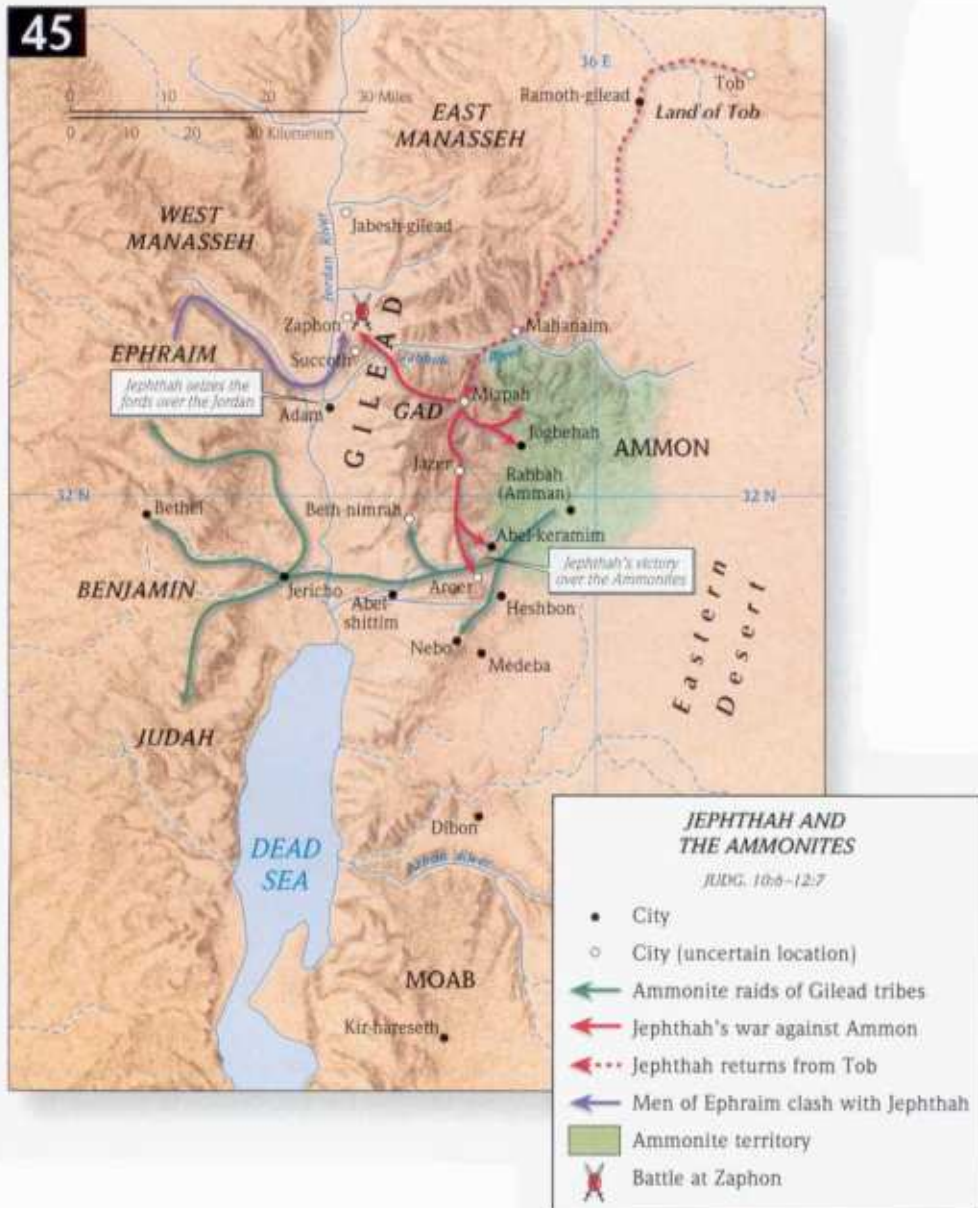 45
0 10 20 30 Miles
0 10 20 30 Kilometers
36 E
Tob
Ramoth-gilead
Land of Tob
EAST
MANASSEH
WEST
MANASSEH
Jabesh-gilead
Jordan River
Zaphon
Mahanaim
EPHRAIM
Succoth
Jabbok River
Jephthah seizes the
fords over the Jordan
Adam
GILEAD
GAD
Mizpah
Jogbehah
AMMON
Jazer
Rabbah
(Amman)
32 N
32 N
Bethel
Beth-nimrah
Abel-keramim
Jephthah's victory
over the Ammonites
BENJAMIN
Jericho
Abel
shittim
Aroer
Heshbon
Nebo
Medeba
Eastern
Desert
JUDAH
DEAD
SEA
Dibon
Arnon River
MOAB
Kir-hareseth
JEPHTHAH AND
THE AMMONITES
JUDG. 10:6–12:7
City
City (uncertain location)
Ammonite raids of Gilead tribes
Jephthah's war against Ammon
Jephthah returns from Tob
Men of Ephraim clash with Jephthah
Ammonite territory
Battle at Zaphon